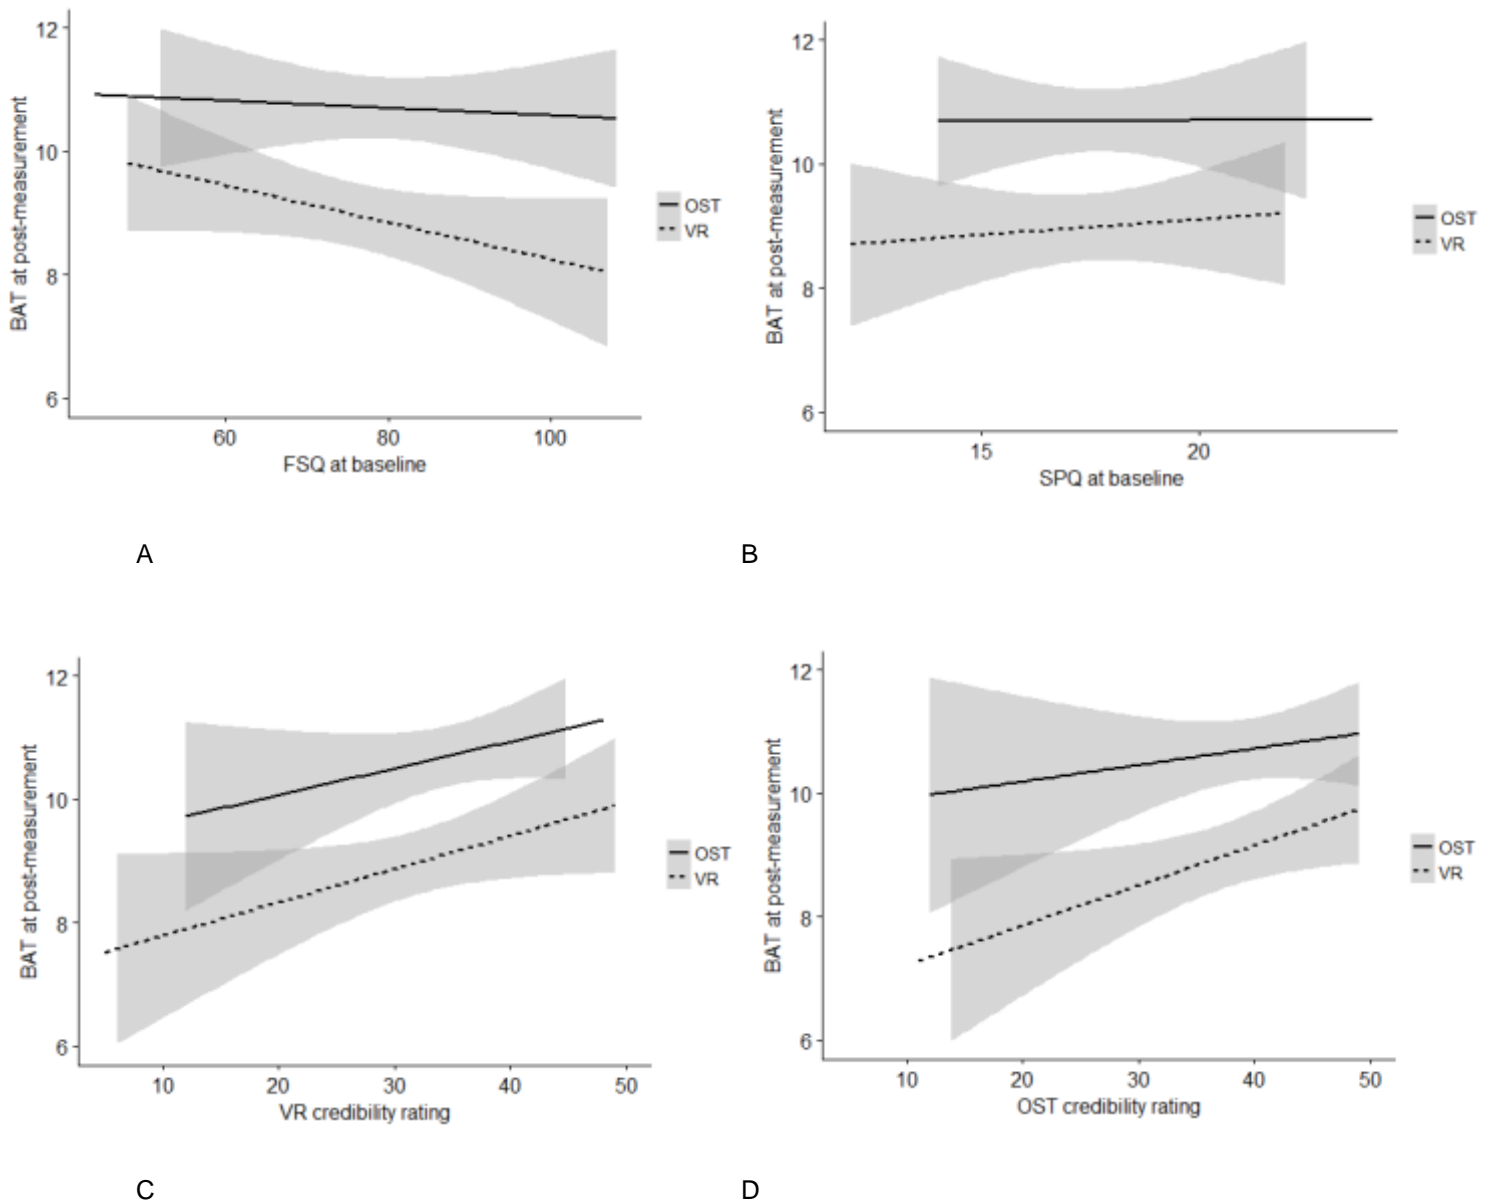 12
10
8
6
BAT at post-measurement
60 80 100
FSQ at baseline
OST
VR
A
12
10
8
6
BAT at post-measurement
15 20
SPQ at baseline
OST
VR
B
12
10
8
6
BAT at post-measurement
10 20 30 40 50
VR credibility rating
OST
VR
C
12
10
8
6
BAT at post-measurement
10 20 30 40 50
OST credibility rating
OST
VR
D